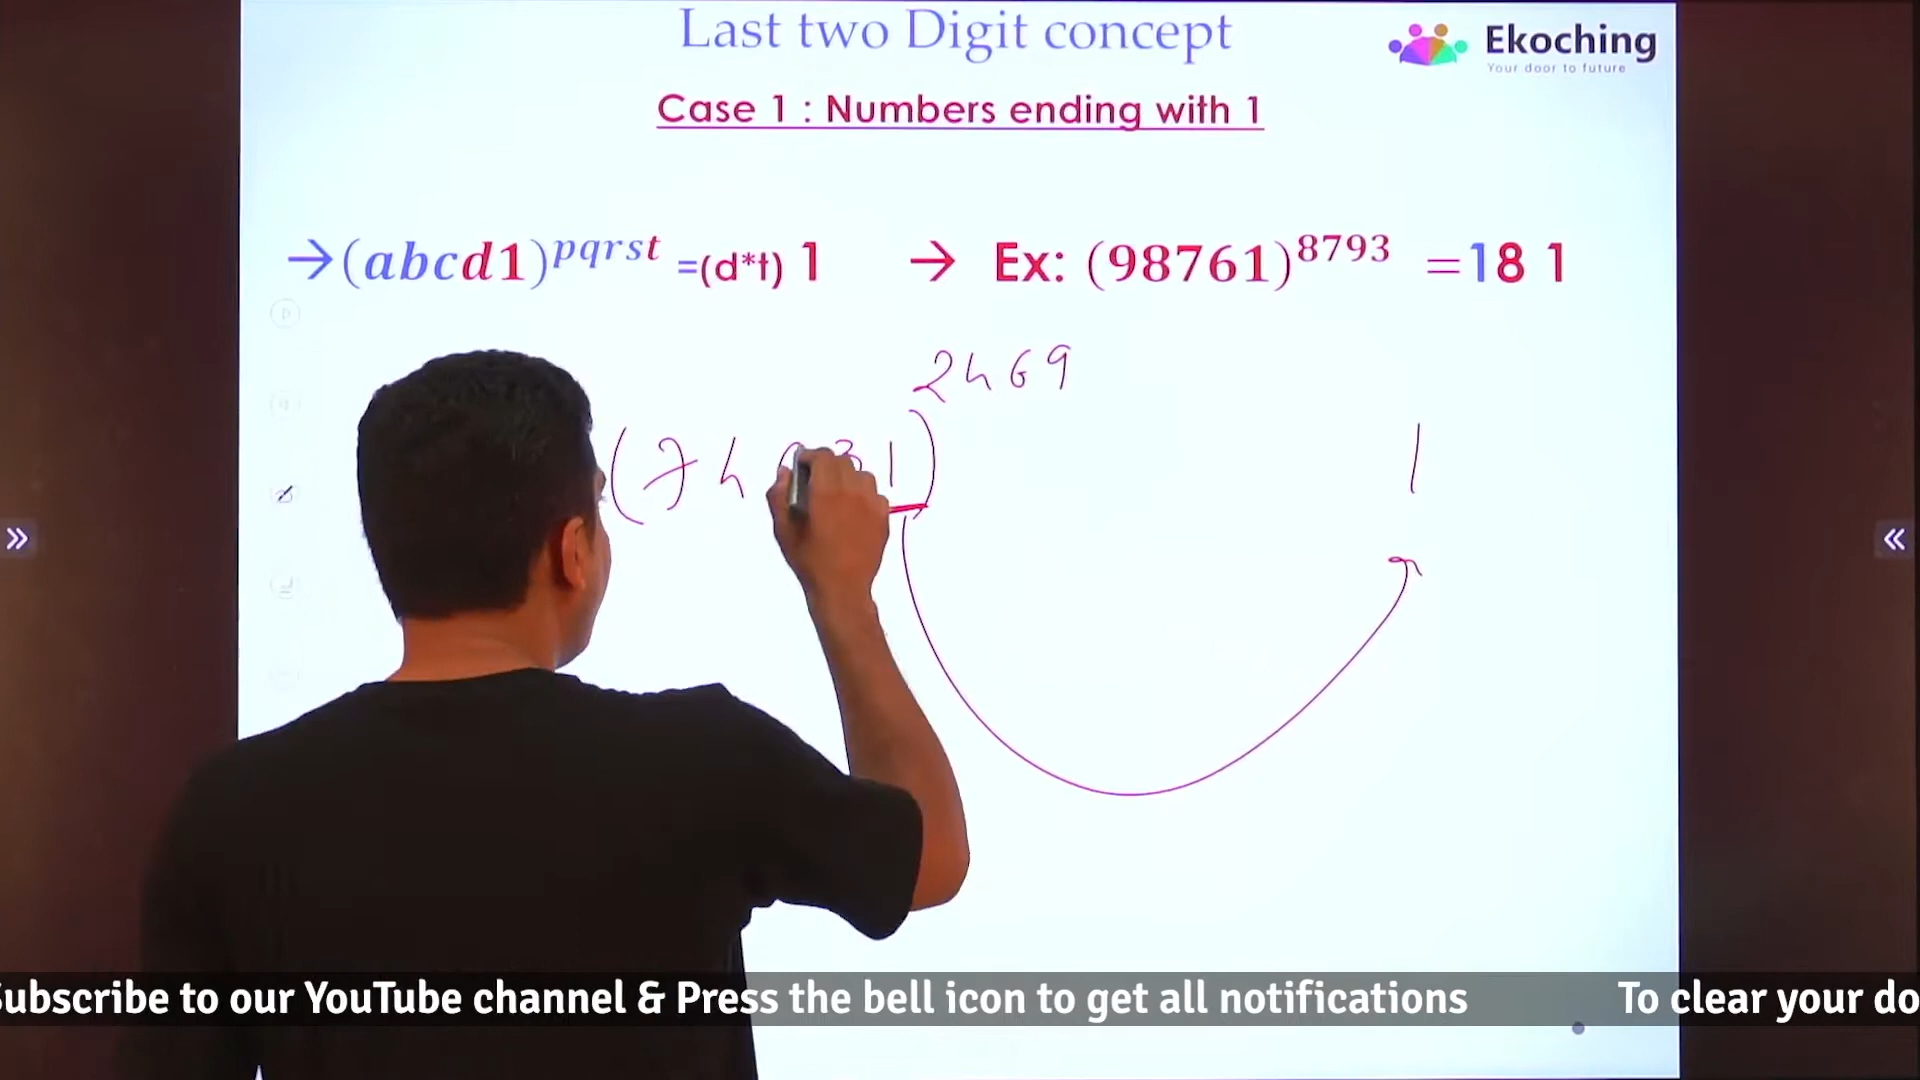 Last two Digit concept
Ekoching
Your door to future
Case 1 : Numbers ending with 1
→(abcd1)^pqrst =(d*t) 1 → Ex: (98761)^8793 =18 1
2469
(74 31) 1
Subscribe to our YouTube channel & Press the bell icon to get all notifications To clear your do